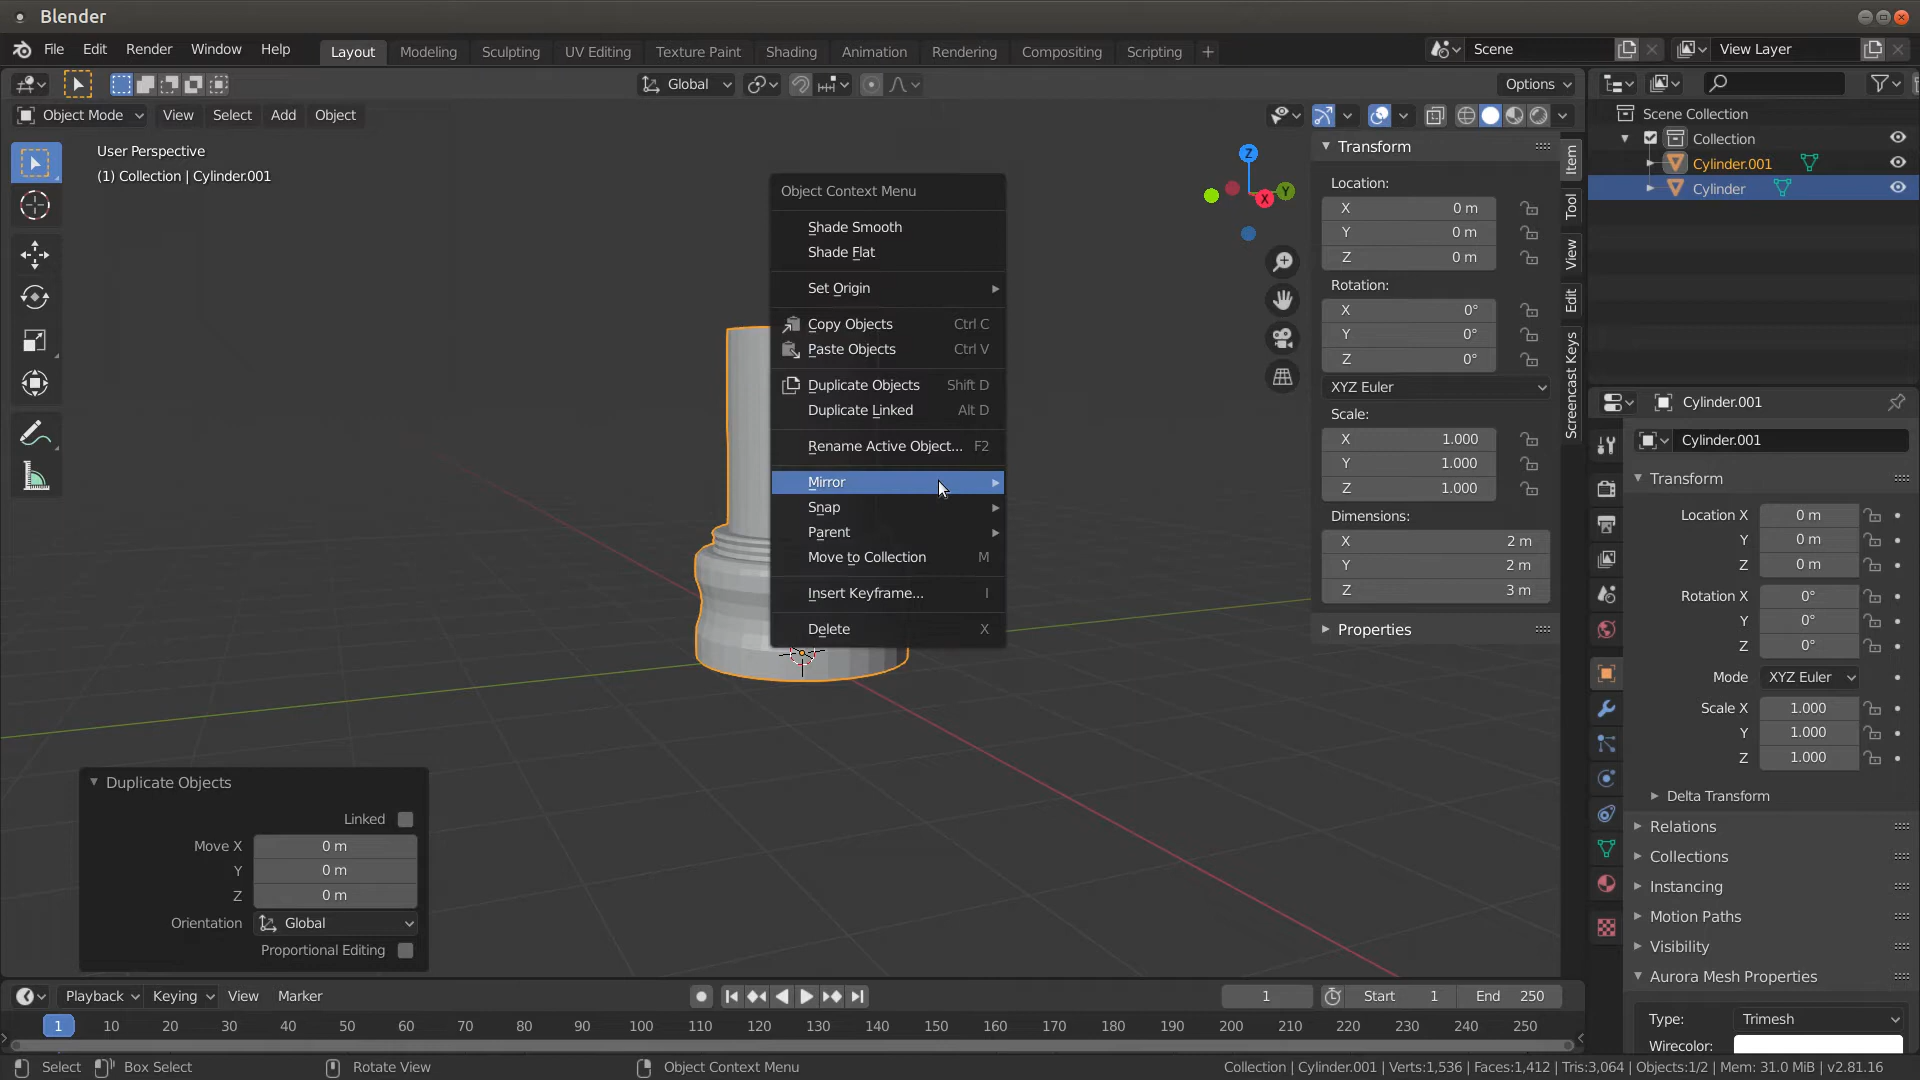 Blender
File Edit Render Window Help Layout Modeling Sculpting UV Editing Texture Paint Shading Animation Rendering Compositing Scripting + Scene View Layer
Global Options
Object Mode View Select Add Object
User Perspective
(1) Collection | Cylinder.001
Z
Y
X
Object Context Menu
Shade Smooth
Shade Flat
Set Origin
Copy Objects Ctrl C
Paste Objects Ctrl V
Duplicate Objects Shift D
Duplicate Linked Alt D
Rename Active Object... F2
Mirror
Snap
Parent
Move to Collection M
Insert Keyframe... I
Delete X
Transform
Location:
X 0 m
Y 0 m
Z 0 m
Rotation:
X 0°
Y 0°
Z 0°
XYZ Euler
Scale:
X 1.000
Y 1.000
Z 1.000
Dimensions:
X 2 m
Y 2 m
Z 3 m
Properties
Item
Tool
View
Edit
Screencast Keys
Scene Collection
Collection
Cylinder.001
Cylinder
Cylinder.001
Cylinder.001
Transform
Location X 0 m
Y 0 m
Z 0 m
Rotation X 0°
Y 0°
Z 0°
Mode XYZ Euler
Scale X 1.000
Y 1.000
Z 1.000
Delta Transform
Relations
Collections
Instancing
Motion Paths
Visibility
Aurora Mesh Properties
Type: Trimesh
Wirecolor:
Duplicate Objects
Linked
Move X 0 m
Y 0 m
Z 0 m
Orientation Global
Proportional Editing
Playback Keying View Marker 1 Start 1 End 250
1 10 20 30 40 50 60 70 80 90 100 110 120 130 140 150 160 170 180 190 200 210 220 230 240 250
Select Box Select Rotate View Object Context Menu Collection | Cylinder.001 | Verts:1,536 | Faces:1,412 | Tris:3,064 | Objects:1/2 | Mem: 31.0 MiB | v2.81.16